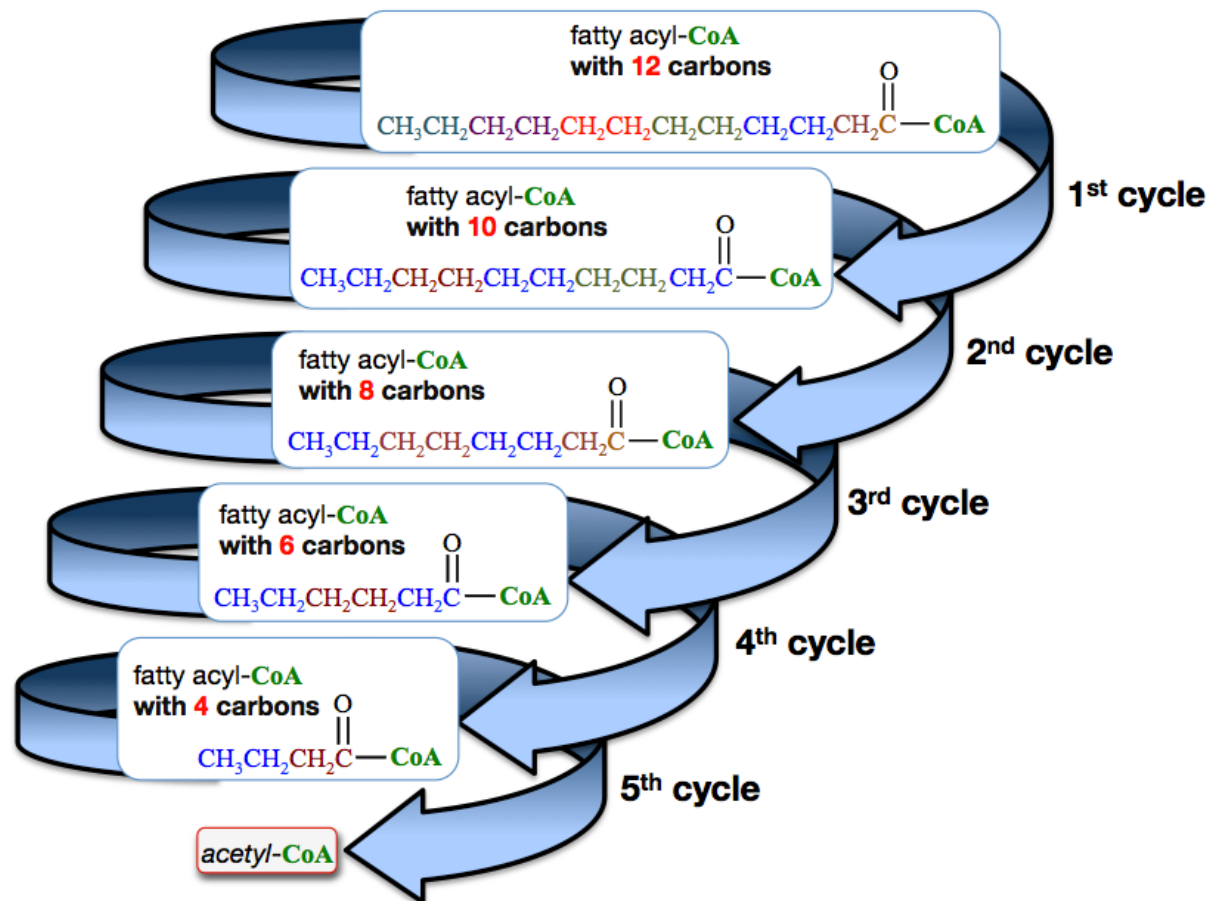 fatty acyl-CoA
with 12 carbons
O
CH₃CH₂CH₂CH₂CH₂CH₂CH₂CH₂CH₂CH₂CH₂C—CoA
1st cycle
fatty acyl-CoA
with 10 carbons
O
CH₃CH₂CH₂CH₂CH₂CH₂CH₂CH₂CH₂C—CoA
2nd cycle
fatty acyl-CoA
with 8 carbons
O
CH₃CH₂CH₂CH₂CH₂CH₂CH₂C—CoA
3rd cycle
fatty acyl-CoA
with 6 carbons
O
CH₃CH₂CH₂CH₂CH₂C—CoA
4th cycle
fatty acyl-CoA
with 4 carbons
O
CH₃CH₂CH₂C—CoA
5th cycle
acetyl-CoA